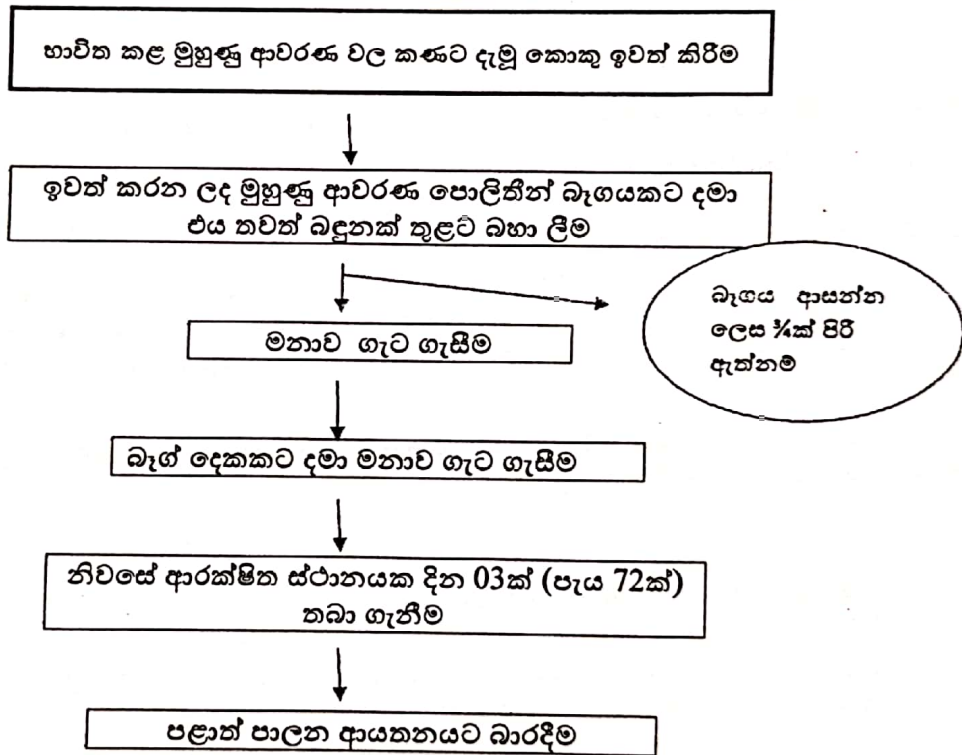 භාවිත කළ මුහුණු ආවරණ වල කණට දැමූ කොකු ඉවත් කිරීම
ඉවත් කරන ලද මුහුණු ආවරණ පොලිතීන් බෑගයකට දමා
එය තවත් බඳුනක් තුළට බහා ලීම
බෑගය ආසන්න
ලෙස ¾ක් පිරී
ඇත්නම්
මනාව ගැට ගැසීම
බෑග් දෙකකට දමා මනාව ගැට ගැසීම
නිවසේ ආරක්ෂිත ස්ථානයක දින 03ක් (පැය 72ක්)
තබා ගැනීම
පළාත් පාලන ආයතනයට බාරදීම